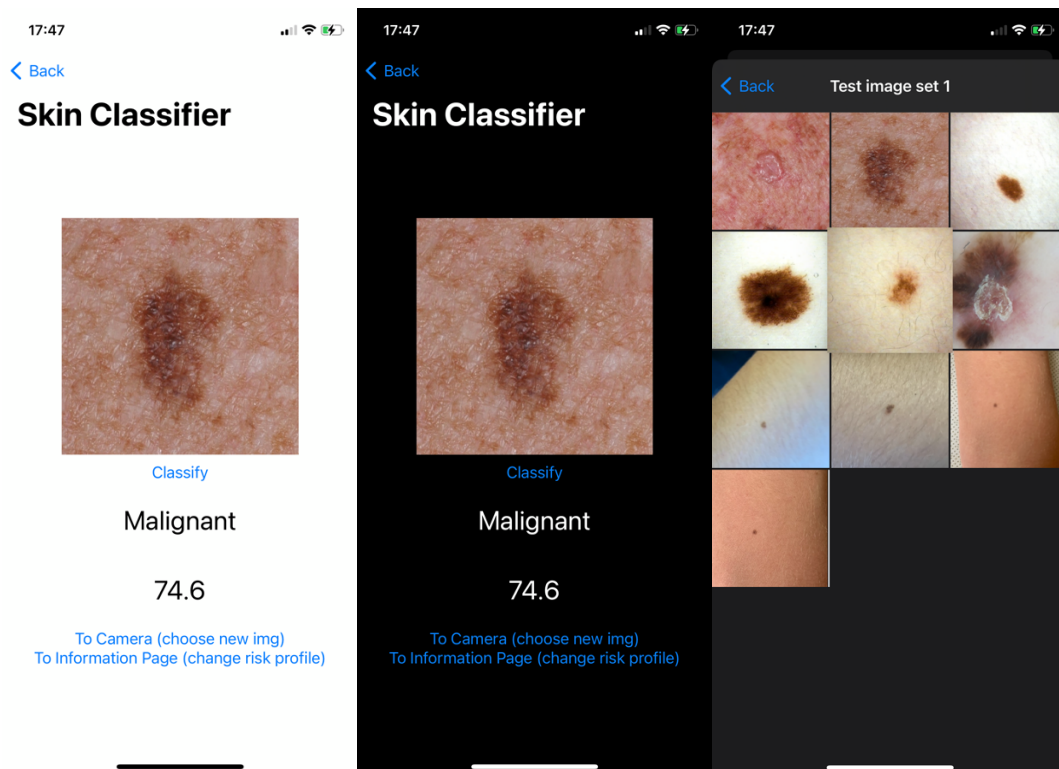 17:47
Back
Skin Classifier
Classify
Malignant
74.6
To Camera (choose new img)
To Information Page (change risk profile)
17:47
Back
Skin Classifier
Classify
Malignant
74.6
To Camera (choose new img)
To Information Page (change risk profile)
17:47
Back
Test image set 1